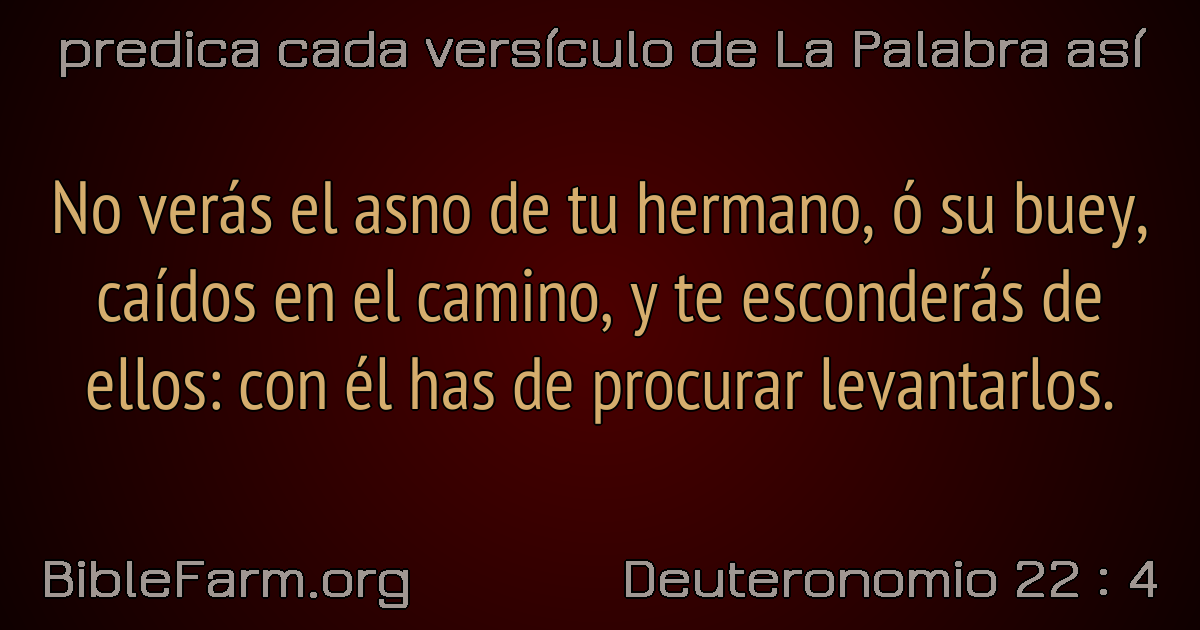 predica cada versículo de La Palabra así
No verás el asno de tu hermano, ó su buey,
caídos en el camino, y te esconderás de
ellos: con él has de procurar levantarlos.
BibleFarm.org
Deuteronomio 22 : 4